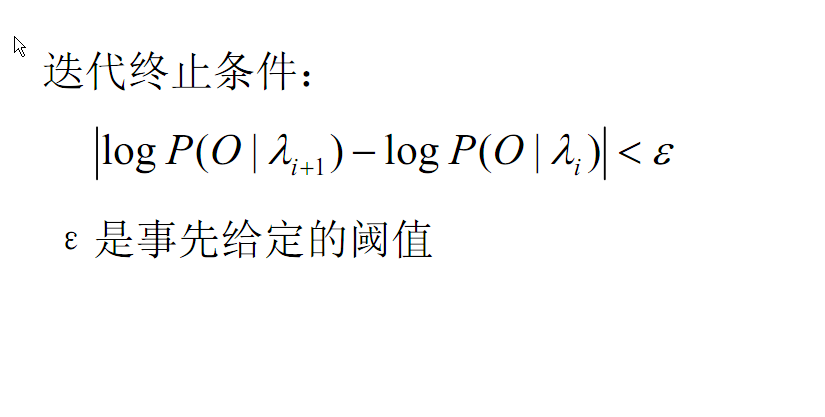 迭代终止条件：
|log P(O | λ_{i+1}) − log P(O | λ_i)| < ε
ε 是事先给定的阈值